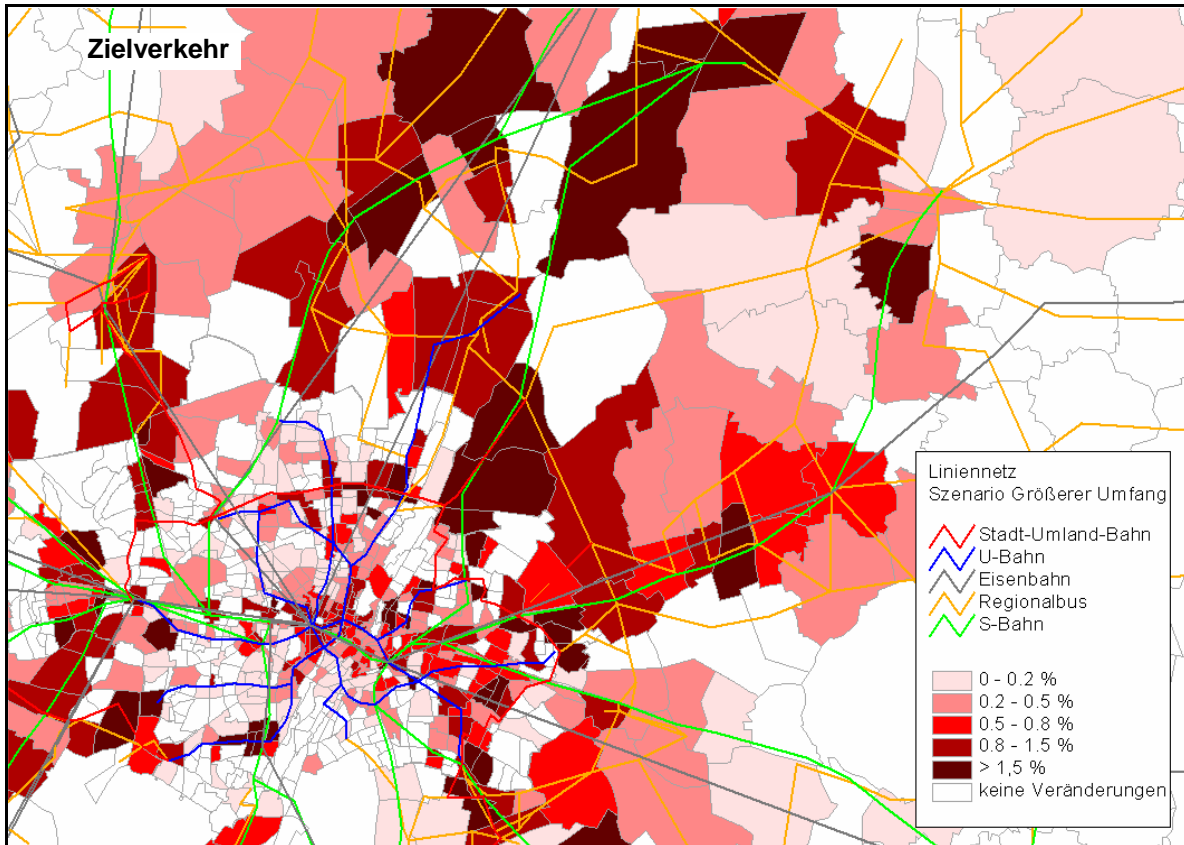 Zielverkehr
Liniennetz
Szenario Größerer Umfang
Stadt-Umland-Bahn
U-Bahn
Eisenbahn
Regionalbus
S-Bahn
0 - 0.2 %
0.2 - 0.5 %
0.5 - 0.8 %
0.8 - 1.5 %
> 1,5 %
keine Veränderungen